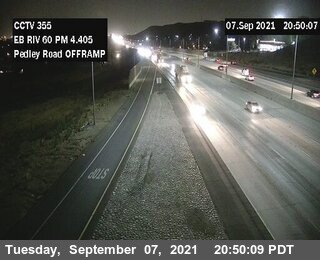 CCTV 355
EB RIV 60 PM 4.405
Pedley Road OFFRAMP
07.Sep 2021 20:50:07
STOP
Tuesday, September 07, 2021 20:50:09 PDT